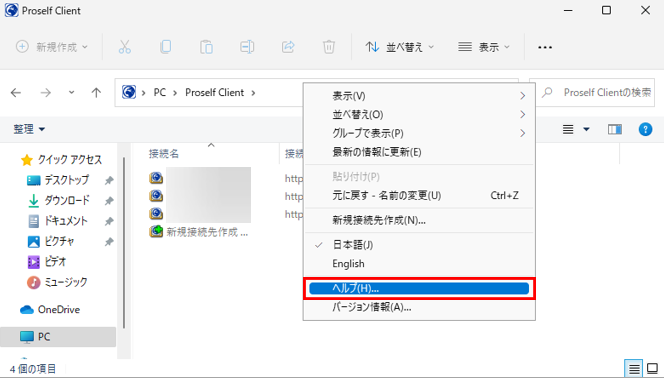 Proself Client
新規作成
並べ替え
表示
PC
Proself Client
Proself Clientの検索
整理
クイック アクセス
デスクトップ
ダウンロード
ドキュメント
ピクチャ
ビデオ
ミュージック
OneDrive
PC
接続名
接続
htt
htt
htt
新規接続先作成 ...
表示(V)
並べ替え(O)
グループで表示(P)
最新の情報に更新(E)
貼り付け(P)
元に戻す - 名前の変更(U) Ctrl+Z
新規接続先作成(N)...
日本語(J)
English
ヘルプ(H)...
バージョン情報(A)...
4 個の項目